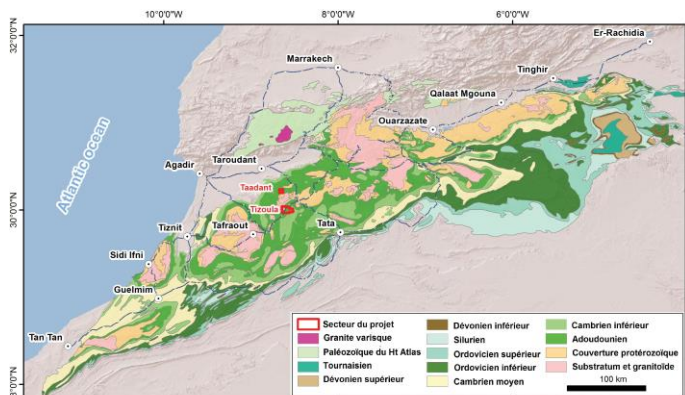 10°0'0"W
8°0'0"W
6°0'0"W
32°0'0"N
Er-Rachidia
Marrakech
Tinghir
Qalaat Mgouna
Ouarzazate
Atlantic ocean
Agadir
Taroudant
Taadant
30°0'0"N
Tizoula
Tiznit
Tafraout
Tata
Sidi Ifni
Guelmim
Tan Tan
Secteur du projet
Granite varisque
Paléozoïque du Ht Atlas
Tournaisien
Dévonien supérieur
Dévonien inférieur
Silurien
Ordovicien supérieur
Ordovicien inférieur
Cambrien moyen
Cambrien inférieur
Adoudounien
Couverture protérozoïque
Substratum et granitoïde
100 km